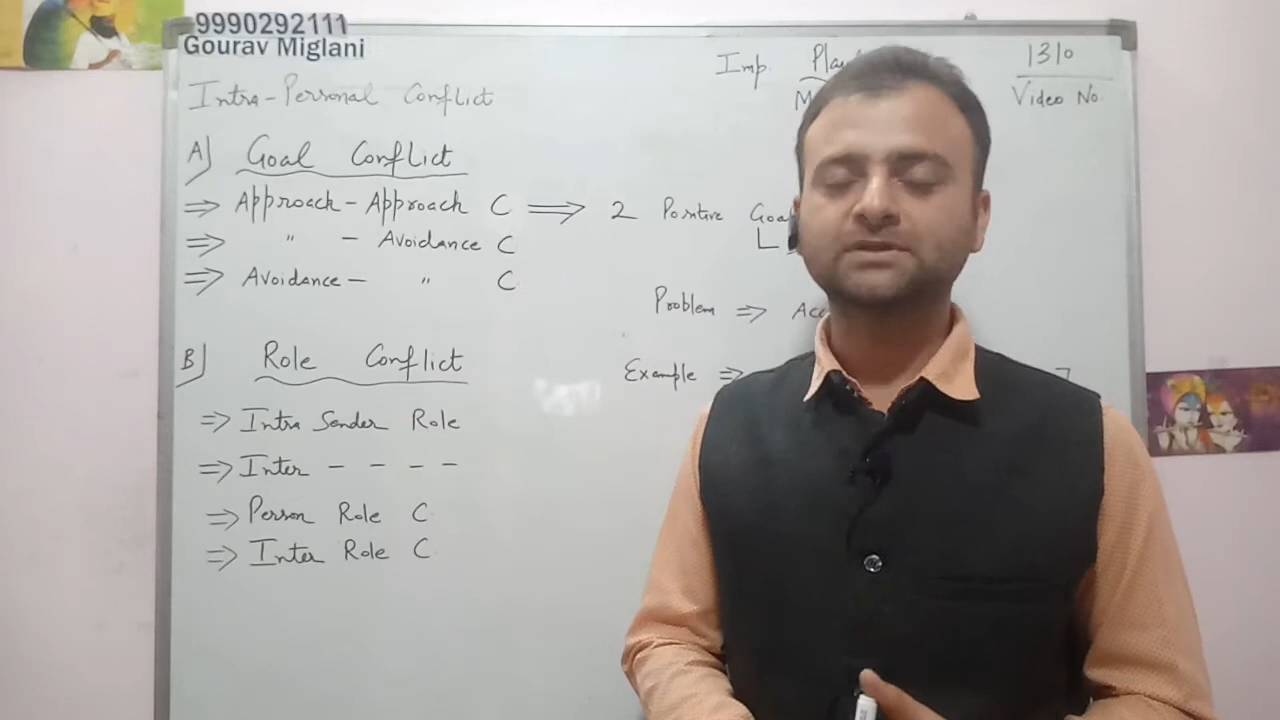 9990292111
Gourav Miglani
Intra-Personal Conflict
Imp.
1310
Video No
A) Goal Conflict
⇒ Approach - Approach C ⇒ 2 Positive Goa
⇒ " - Avoidance C
⇒ Avoidance - " C
Problem ⇒ Acc
B) Role Conflict
Example ⇒
⇒ Intra Sender Role
⇒ Inter - - - -
⇒ Person Role C
⇒ Inter Role C